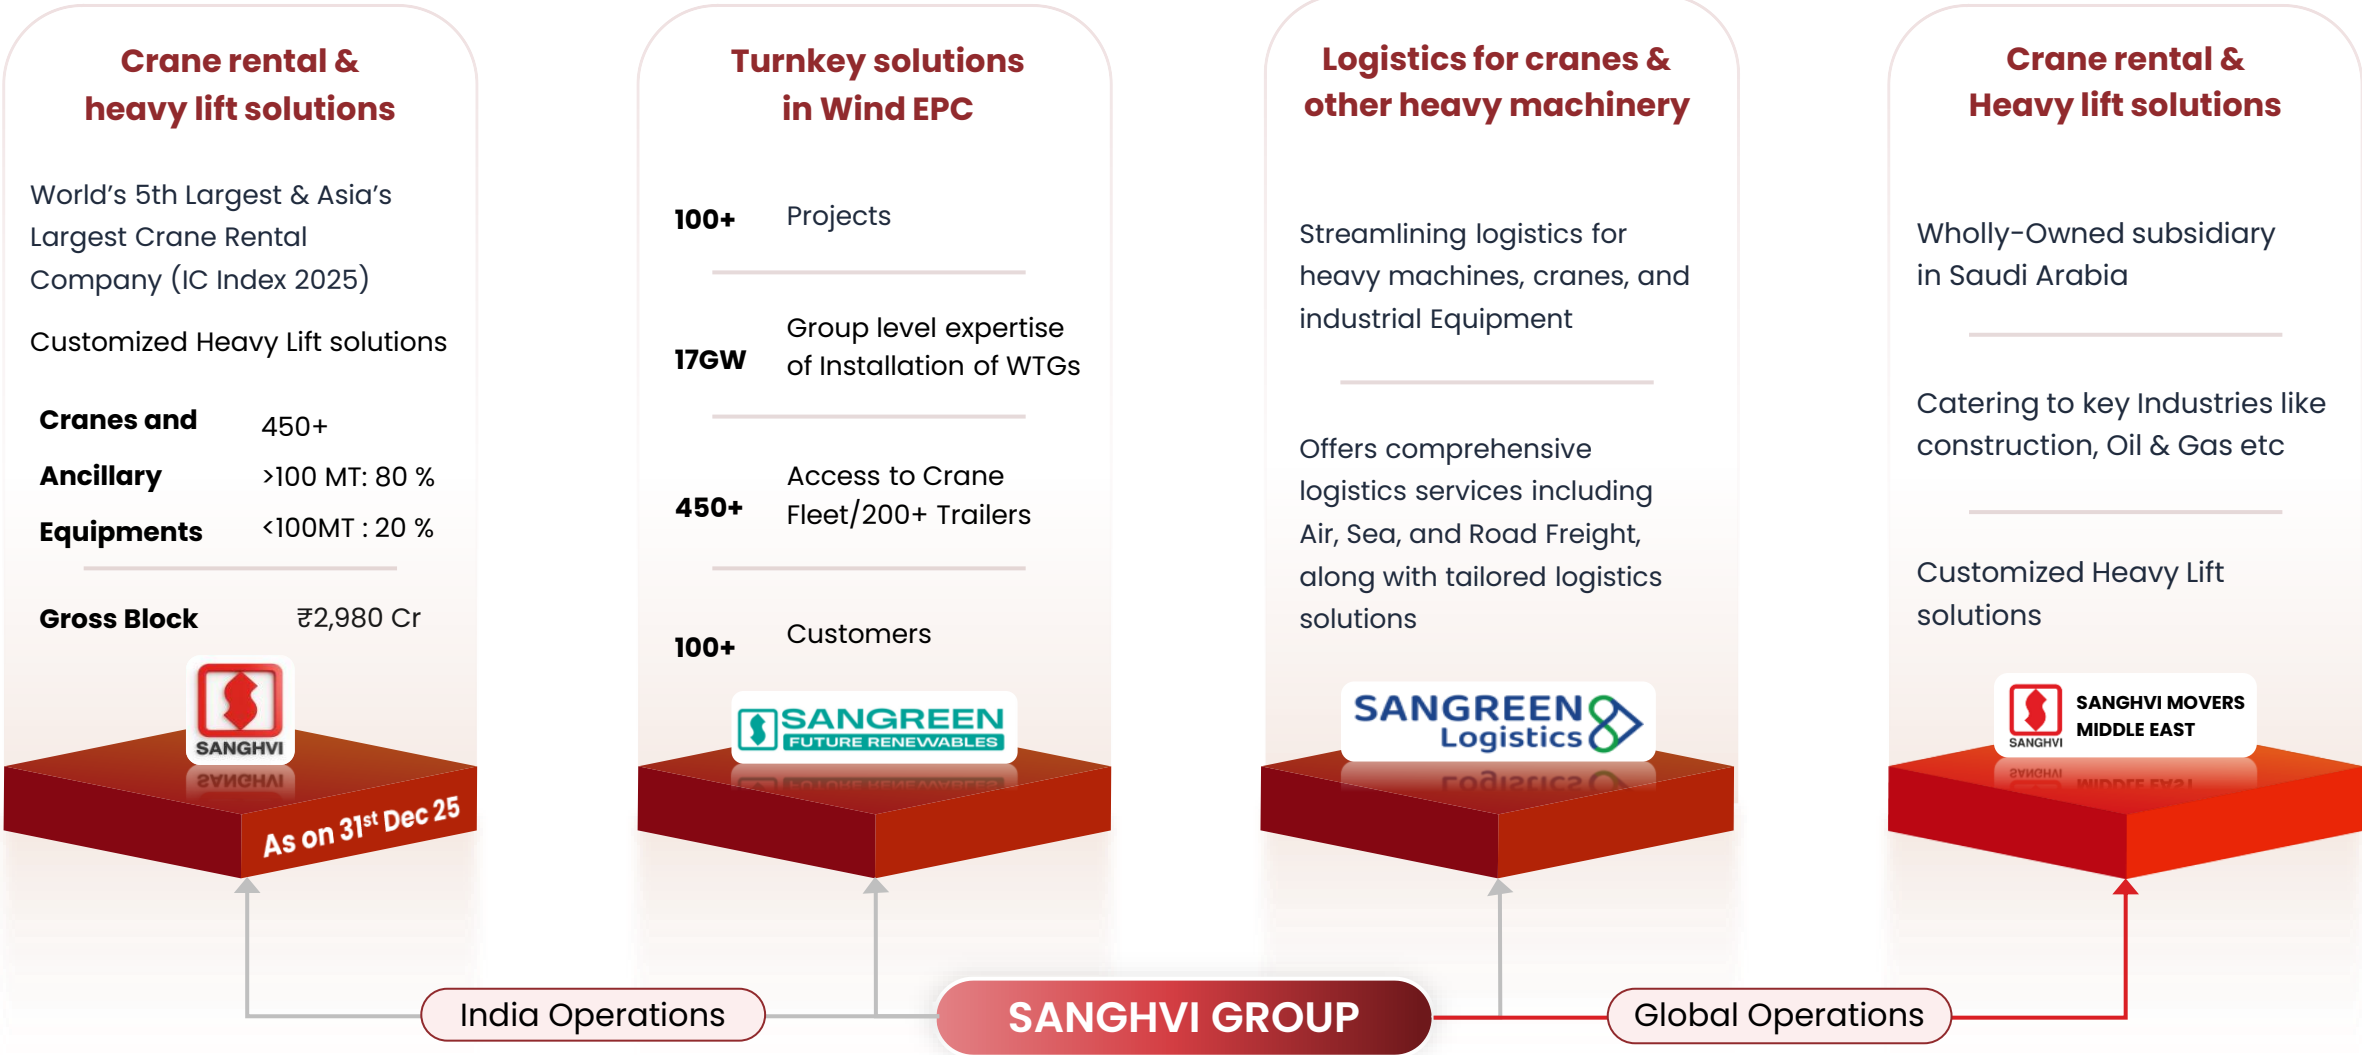 Crane rental &
heavy lift solutions
World's 5th Largest & Asia's
Largest Crane Rental
Company (IC Index 2025)
Customized Heavy Lift solutions
Cranes and
Ancillary
Equipments
450+
>100 MT: 80 %
<100MT : 20 %
Gross Block ₹2,980 Cr
SANGHVI
As on 31st Dec 25
Turnkey solutions
in Wind EPC
100+ Projects
17GW Group level expertise
of Installation of WTGs
450+ Access to Crane
Fleet/200+ Trailers
100+ Customers
SANGREEN
FUTURE RENEWABLES
Logistics for cranes &
other heavy machinery
Streamlining logistics for
heavy machines, cranes, and
industrial Equipment
Offers comprehensive
logistics services including
Air, Sea, and Road Freight,
along with tailored logistics
solutions
SANGREEN
Logistics
Crane rental &
Heavy lift solutions
Wholly-Owned subsidiary
in Saudi Arabia
Catering to key Industries like
construction, Oil & Gas etc
Customized Heavy Lift
solutions
SANGHVI
SANGHVI MOVERS
MIDDLE EAST
India Operations
SANGHVI GROUP
Global Operations